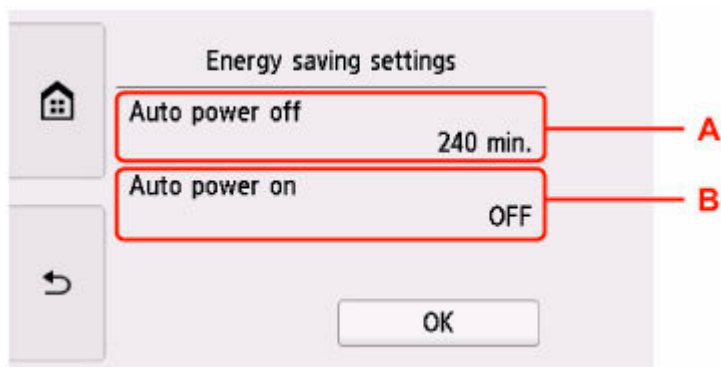 Energy saving settings
Auto power off
240 min.
A
Auto power on
OFF
B
OK